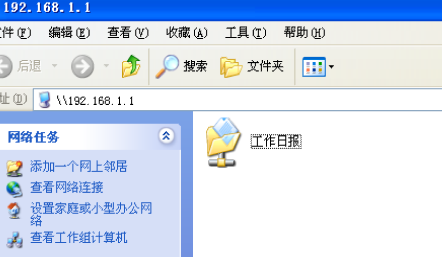 192.168.1.1
件(F) 编辑(E) 查看(V) 收藏(A) 工具(T) 帮助(H)
后退 搜索 文件夹
址(D) \\192.168.1.1
网络任务
工作日报
添加一个网上邻居
查看网络连接
设置家庭或小型办公网
络
查看工作组计算机